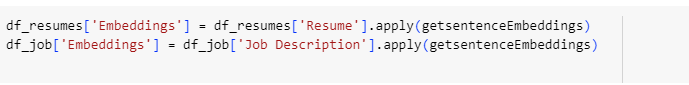 df_resumes['Embeddings'] = df_resumes['Resume'].apply(getsentenceEmbeddings)
df_job['Embeddings'] = df_job['Job Description'].apply(getsentenceEmbeddings)